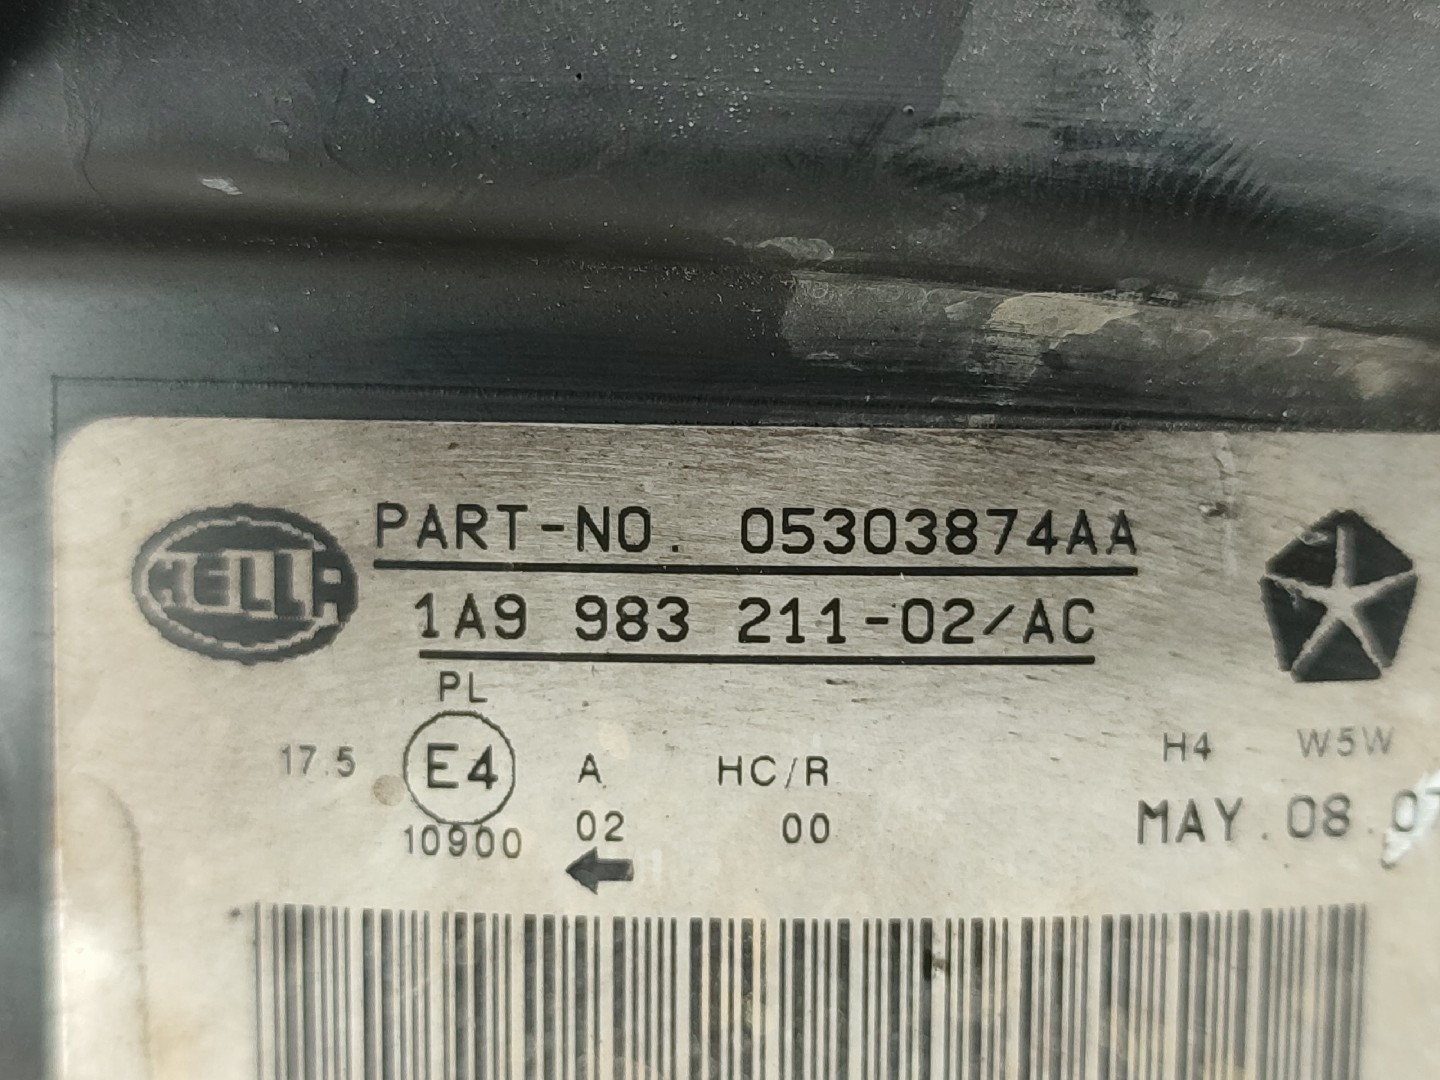 HELLA
PART-NO. 05303874AA
1A9 983 211-02/AC
PL
17.5 E4 A HC/R H4 W5W
10900 02 00 MAY.08.0